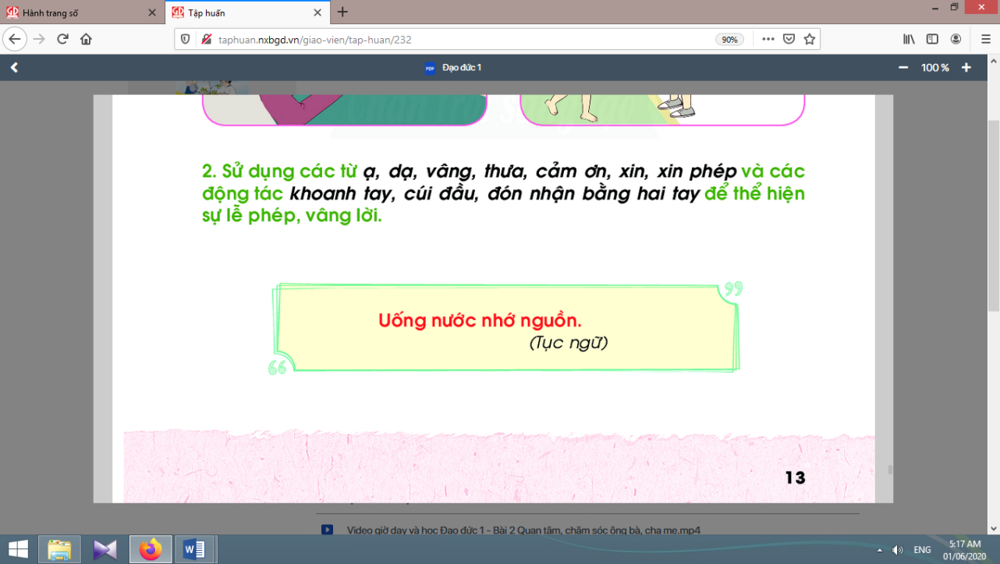 Hành trang số
Tập huấn
taphuan.nxbgd.vn/giao-vien/tap-huan/232
90%
PDF Đạo đức 1
100 %
2. Sử dụng các từ ạ, dạ, vâng, thưa, cảm ơn, xin, xin phép và các
động tác khoanh tay, cúi đầu, đón nhận bằng hai tay để thể hiện
sự lễ phép, vâng lời.
Uống nước nhớ nguồn.
(Tục ngữ)
13
Video giờ dạy và học Đạo đức 1 - Bài 2 Quan tâm, chăm sóc ông bà, cha mẹ.mp4
ENG
5:17 AM
01/06/2020